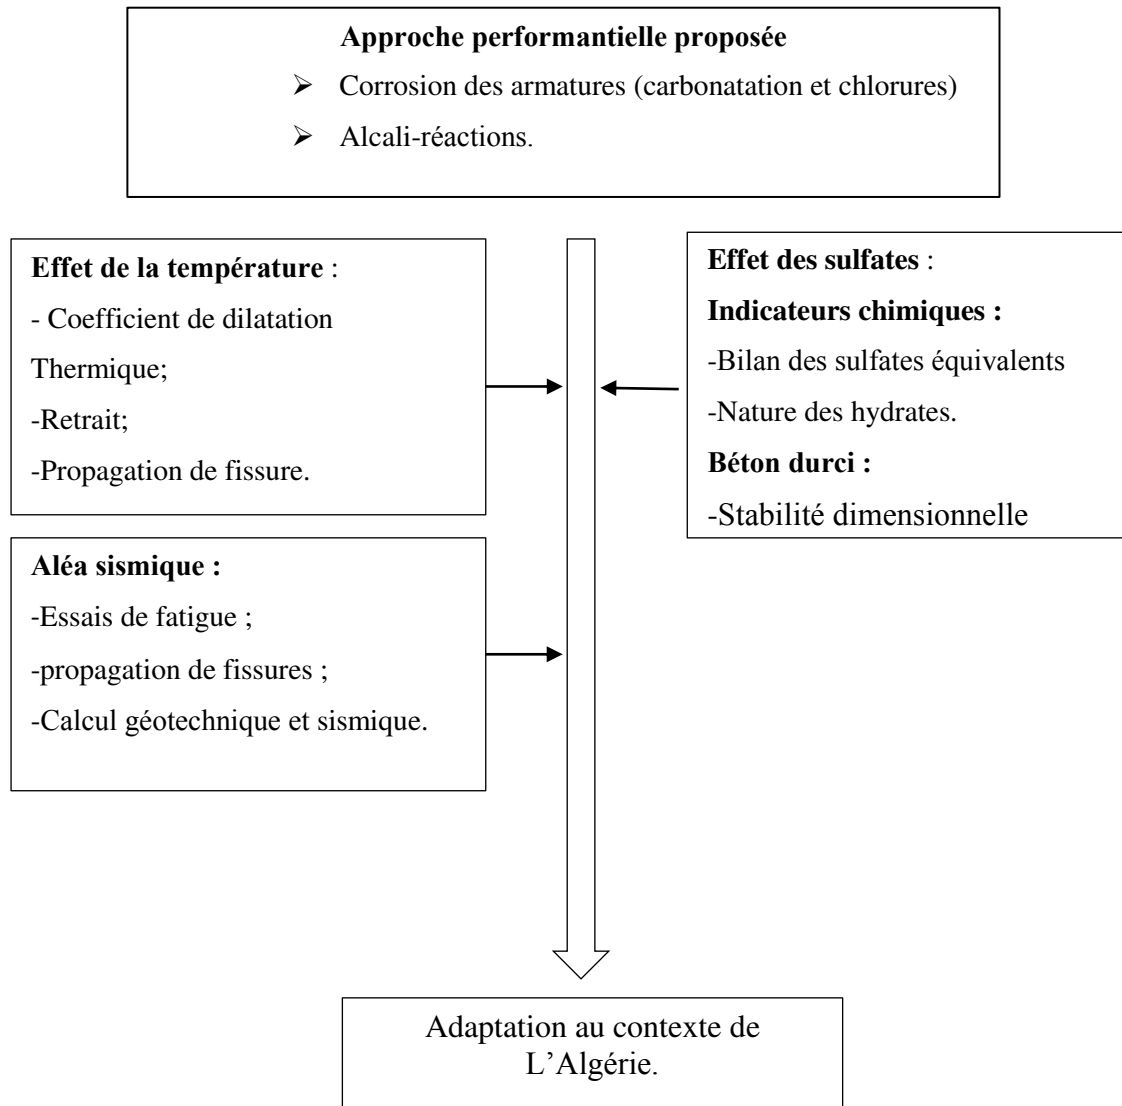 Approche performantielle proposée
➢ Corrosion des armatures (carbonatation et chlorures)
➢ Alcali-réactions.
Effet de la température :
- Coefficient de dilatation
Thermique;
-Retrait;
-Propagation de fissure.
Effet des sulfates :
Indicateurs chimiques :
-Bilan des sulfates équivalents
-Nature des hydrates.
Béton durci :
-Stabilité dimensionnelle
Aléa sismique :
-Essais de fatigue ;
-propagation de fissures ;
-Calcul géotechnique et sismique.
Adaptation au contexte de
L’Algérie.